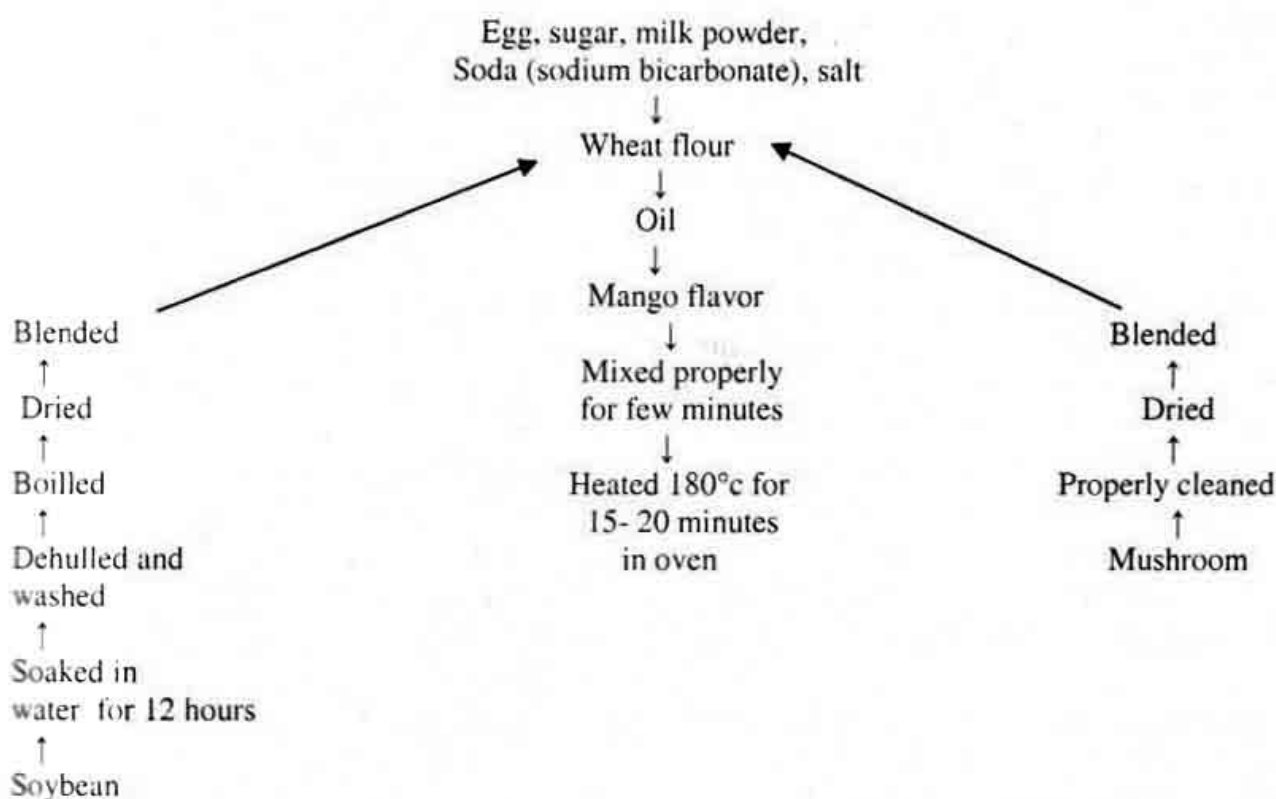 Egg, sugar, milk powder,
Soda (sodium bicarbonate), salt
↓
Wheat flour
↓
Oil
↓
Mango flavor
↓
Mixed properly
for few minutes
↓
Heated 180°c for
15- 20 minutes
in oven
Blended
↑
Dried
↑
Boilled
↑
Dehulled and
washed
↑
Soaked in
water for 12 hours
↑
Soybean
Blended
↑
Dried
↑
Properly cleaned
↑
Mushroom